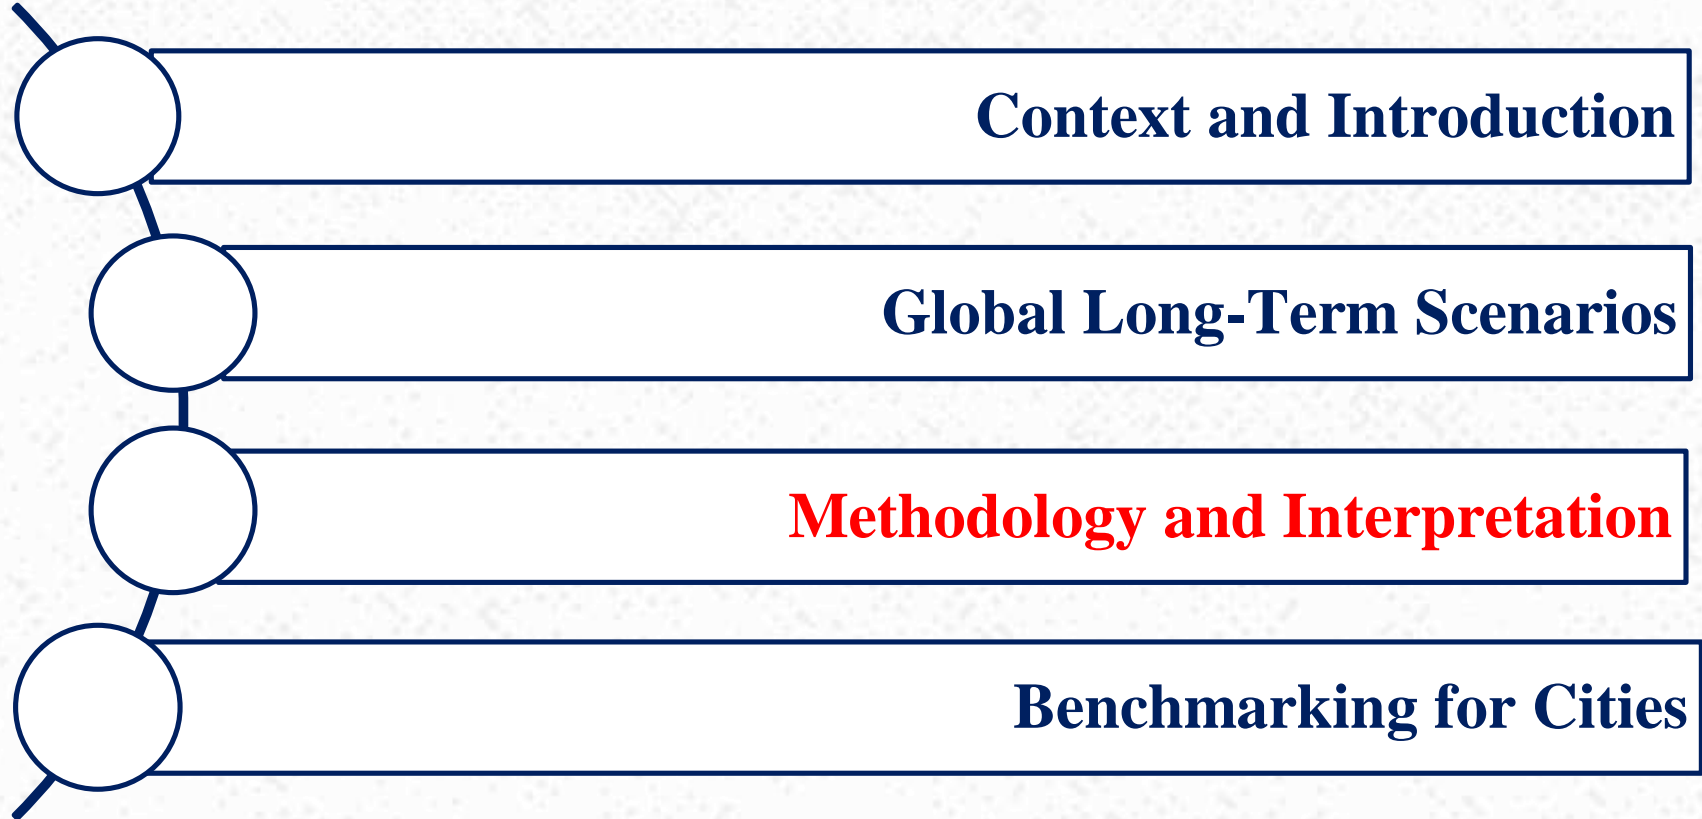 Context and Introduction
Global Long-Term Scenarios
Methodology and Interpretation
Benchmarking for Cities